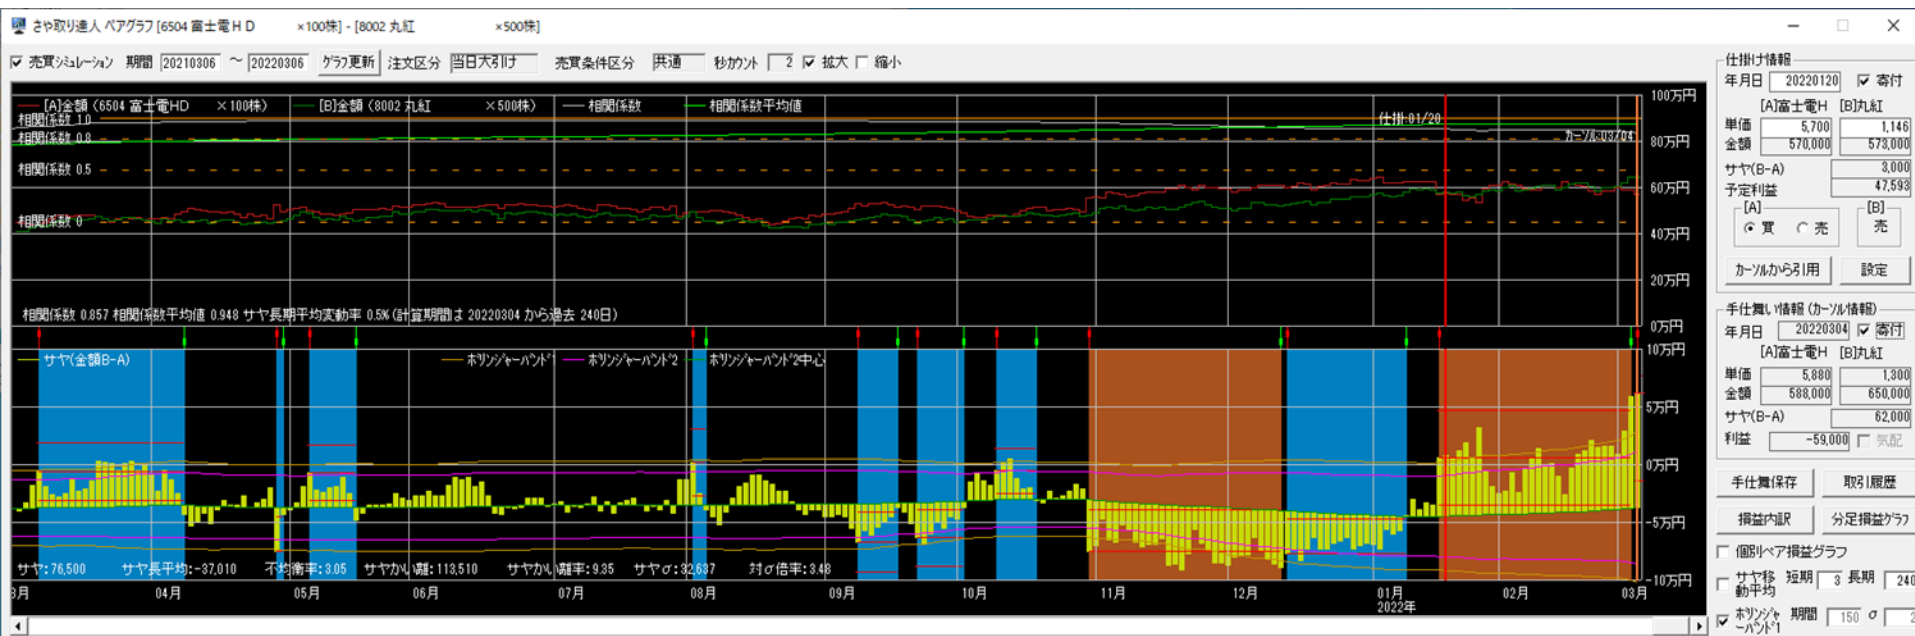 さや取り達人 ペアグラフ [6504 富士電ＨＤ ×100株] - [8002 丸紅 ×500株]
売買シミュレーション 期間 20210306 ～ 20220306 グラフ更新 注文区分 当日大引け 売買条件区分 共通 秒カウント 2 拡大 縮小
[A]金額 (6504 富士電HD ×100株) [B]金額 (8002 丸紅 ×500株) 相関係数 相関係数平均値
相関係数 1.0
相関係数 0.8
相関係数 0.5
相関係数 0
仕掛:01/20
カーソル:03/04
100万円
80万円
60万円
40万円
20万円
0万円
相関係数 0.857 相関係数平均値 0.948 サヤ長期平均変動率 0.5% (計算期間は 20220304 から過去 240日)
サヤ(金額B-A) ボリンジャーバンド1 ボリンジャーバンド2 ボリンジャーバンド2中心
10万円
5万円
0万円
-5万円
-10万円
サヤ:76,500 サヤ長平均:-37,010 不均衡率:3.05 サヤかい離:113,510 サヤかい離率:9.35 サヤσ:32,637 対σ倍率:3.48
3月 04月 05月 06月 07月 08月 09月 10月 11月 12月 01月 02月 03月
2022年
仕掛け情報
年月日 20220120 寄付
[A]富士電H [B]丸紅
単価 5,700 1,146
金額 570,000 573,000
サヤ(B-A) 3,000
予定利益 47,593
[A] [B]
買 売 売
カーソルから引用 設定
手仕舞い情報 (カーソル情報)
年月日 20220304 寄付
[A]富士電H [B]丸紅
単価 5,880 1,300
金額 588,000 650,000
サヤ(B-A) 62,000
利益 -59,000 気配
手仕舞保存 取引履歴
損益内訳 分足損益グラフ
個別ペア損益グラフ
サヤ移動平均 短期 3 長期 240
ボリンジャーバンド1 期間 150 σ 2